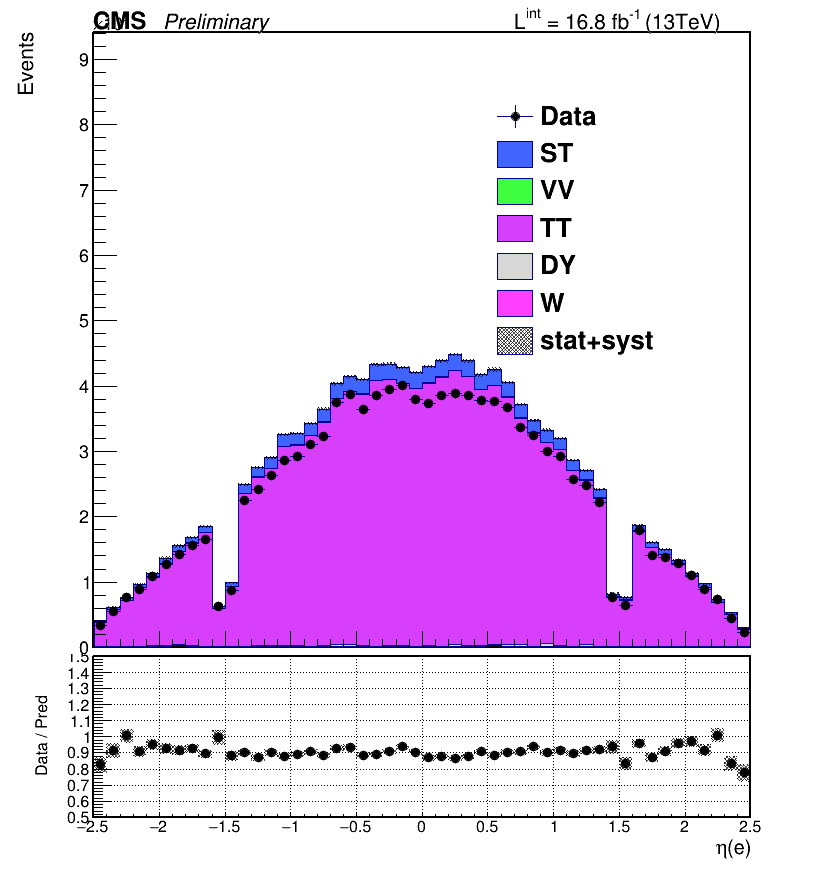 CMS Preliminary L^int = 16.8 fb^-1 (13TeV)
Events
9
8
7
6
5
4
3
2
1
0
Data
ST
VV
TT
DY
W
stat+syst
Data / Pred
1.5
1.4
1.3
1.2
1.1
1
0.9
0.8
0.7
0.6
0.5
−2.5 −2 −1.5 −1 −0.5 0 0.5 1 1.5 2 2.5
η(e)